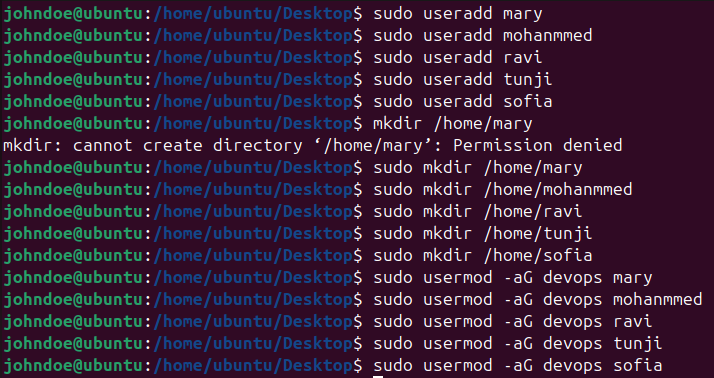 johndoe@ubuntu:/home/ubuntu/Desktop$ sudo useradd mary
johndoe@ubuntu:/home/ubuntu/Desktop$ sudo useradd mohanmmed
johndoe@ubuntu:/home/ubuntu/Desktop$ sudo useradd ravi
johndoe@ubuntu:/home/ubuntu/Desktop$ sudo useradd tunji
johndoe@ubuntu:/home/ubuntu/Desktop$ sudo useradd sofia
johndoe@ubuntu:/home/ubuntu/Desktop$ mkdir /home/mary
mkdir: cannot create directory ‘/home/mary’: Permission denied
johndoe@ubuntu:/home/ubuntu/Desktop$ sudo mkdir /home/mary
johndoe@ubuntu:/home/ubuntu/Desktop$ sudo mkdir /home/mohanmmed
johndoe@ubuntu:/home/ubuntu/Desktop$ sudo mkdir /home/ravi
johndoe@ubuntu:/home/ubuntu/Desktop$ sudo mkdir /home/tunji
johndoe@ubuntu:/home/ubuntu/Desktop$ sudo mkdir /home/sofia
johndoe@ubuntu:/home/ubuntu/Desktop$ sudo usermod -aG devops mary
johndoe@ubuntu:/home/ubuntu/Desktop$ sudo usermod -aG devops mohanmmed
johndoe@ubuntu:/home/ubuntu/Desktop$ sudo usermod -aG devops ravi
johndoe@ubuntu:/home/ubuntu/Desktop$ sudo usermod -aG devops tunji
johndoe@ubuntu:/home/ubuntu/Desktop$ sudo usermod -aG devops sofia